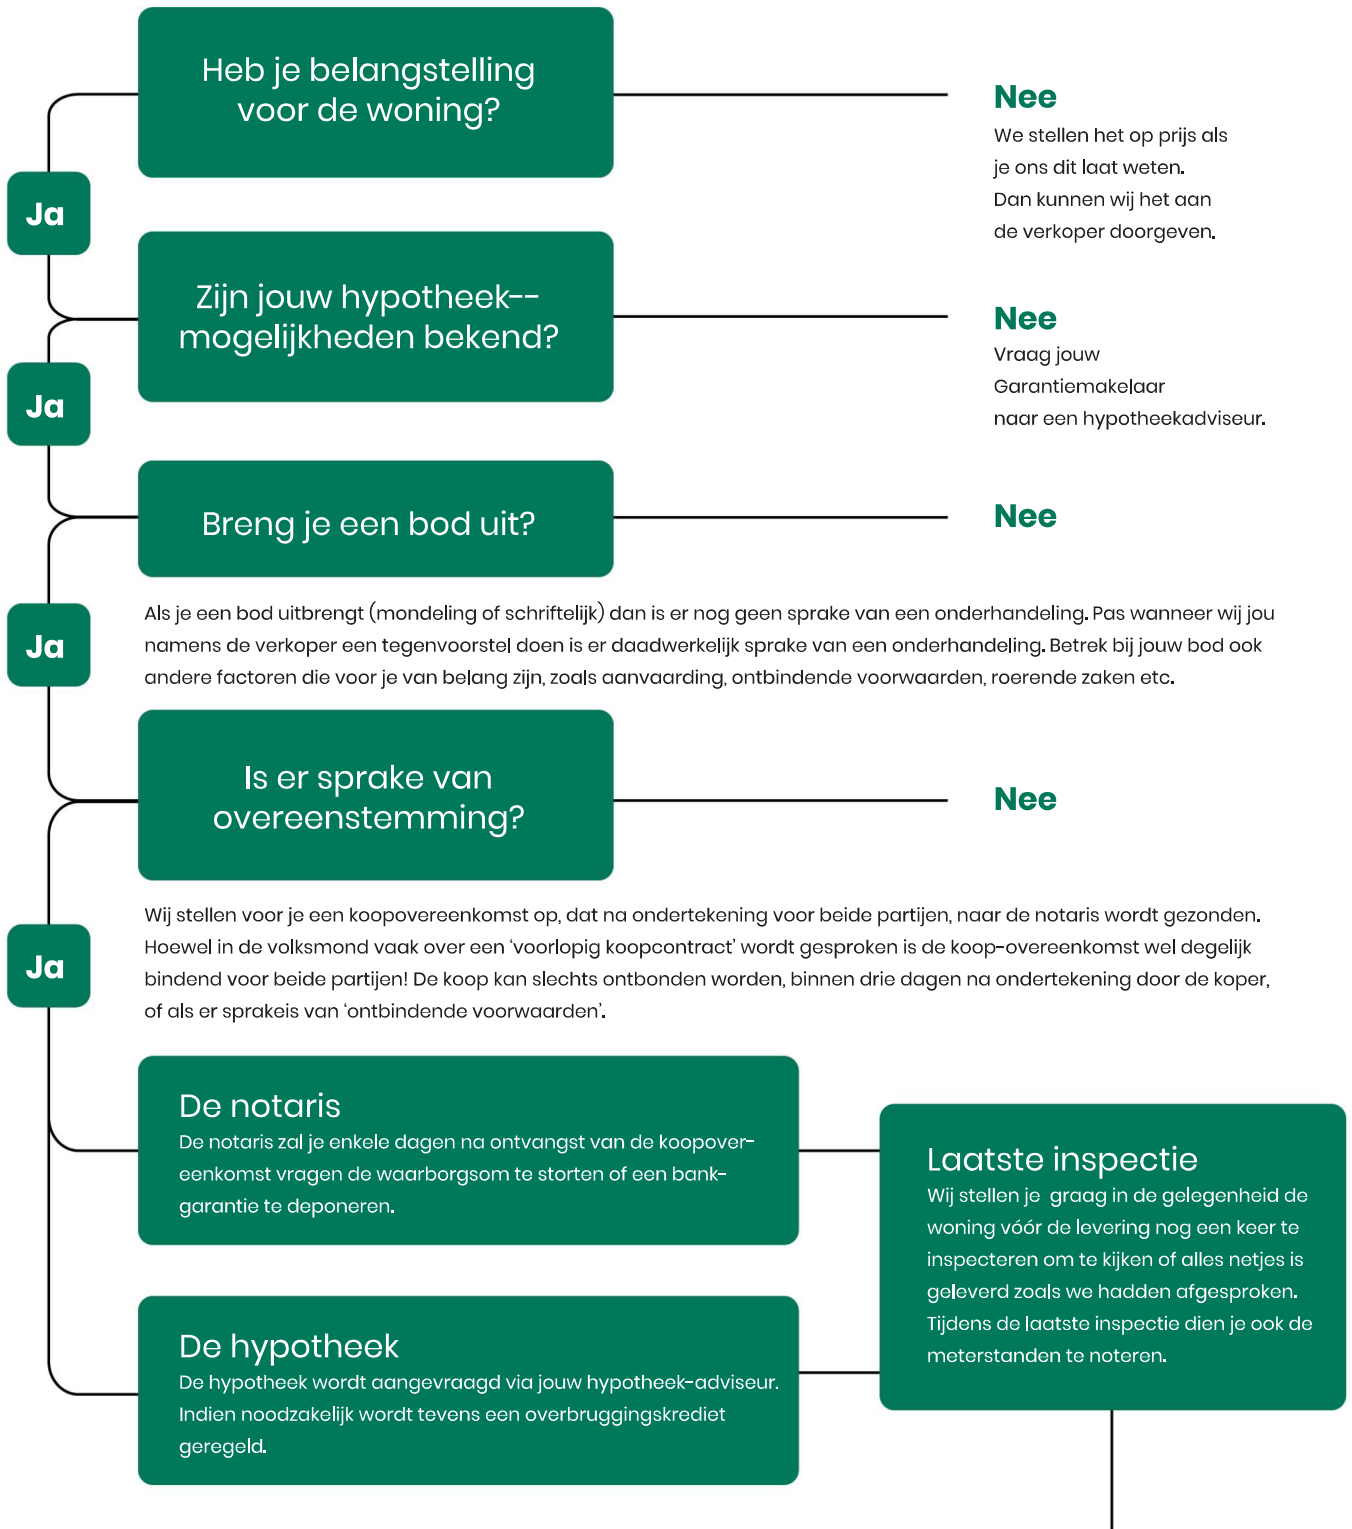 Heb je belangstelling
voor de woning?
Nee
We stellen het op prijs als
je ons dit laat weten.
Dan kunnen wij het aan
de verkoper doorgeven.
Ja
Zijn jouw hypotheek--
mogelijkheden bekend?
Nee
Vraag jouw
Garantiemakelaar
naar een hypotheekadviseur.
Ja
Breng je een bod uit?
Nee
Ja
Als je een bod uitbrengt (mondeling of schriftelijk) dan is er nog geen sprake van een onderhandeling. Pas wanneer wij jou
namens de verkoper een tegenvoorstel doen is er daadwerkelijk sprake van een onderhandeling. Betrek bij jouw bod ook
andere factoren die voor je van belang zijn, zoals aanvaarding, ontbindende voorwaarden, roerende zaken etc.
Is er sprake van
overeenstemming?
Nee
Ja
Wij stellen voor je een koopovereenkomst op, dat na ondertekening voor beide partijen, naar de notaris wordt gezonden.
Hoewel in de volksmond vaak over een ‘voorlopig koopcontract’ wordt gesproken is de koop-overeenkomst wel degelijk
bindend voor beide partijen! De koop kan slechts ontbonden worden, binnen drie dagen na ondertekening door de koper,
of als er sprakeis van ‘ontbindende voorwaarden’.
De notaris
De notaris zal je enkele dagen na ontvangst van de koopover-
eenkomst vragen de waarborgsom te storten of een bank-
garantie te deponeren.
Laatste inspectie
Wij stellen je graag in de gelegenheid de
woning vóór de levering nog een keer te
inspecteren om te kijken of alles netjes is
geleverd zoals we hadden afgesproken.
Tijdens de laatste inspectie dien je ook de
meterstanden te noteren.
De hypotheek
De hypotheek wordt aangevraagd via jouw hypotheek-adviseur.
Indien noodzakelijk wordt tevens een overbruggingskrediet
geregeld.